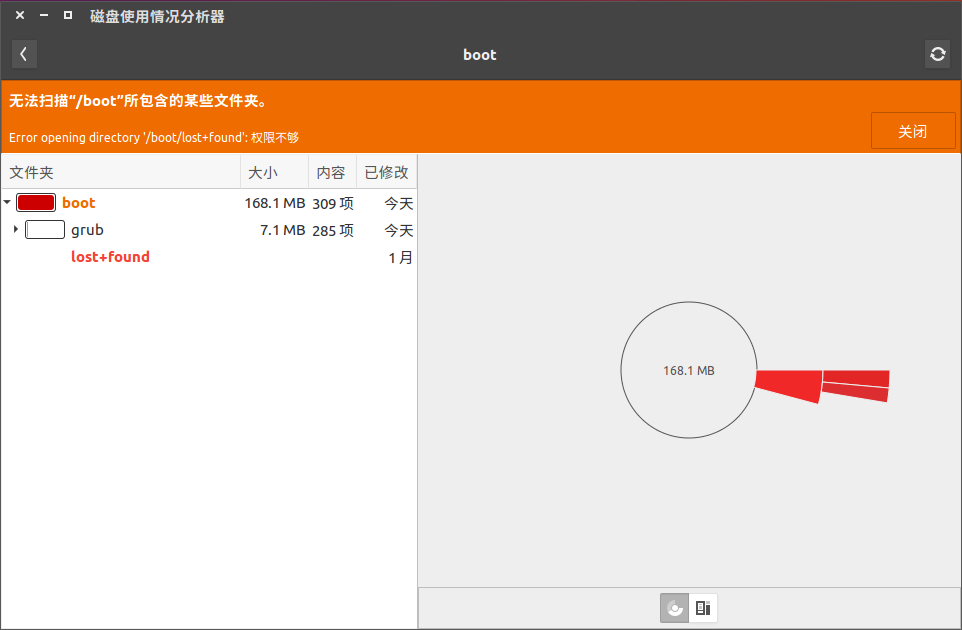 磁盘使用情况分析器
boot
无法扫描“/boot”所包含的某些文件夹。
Error opening directory '/boot/lost+found': 权限不够
关闭
文件夹 大小 内容 已修改
boot 168.1 MB 309 项 今天
grub 7.1 MB 285 项 今天
lost+found 1 月
168.1 MB